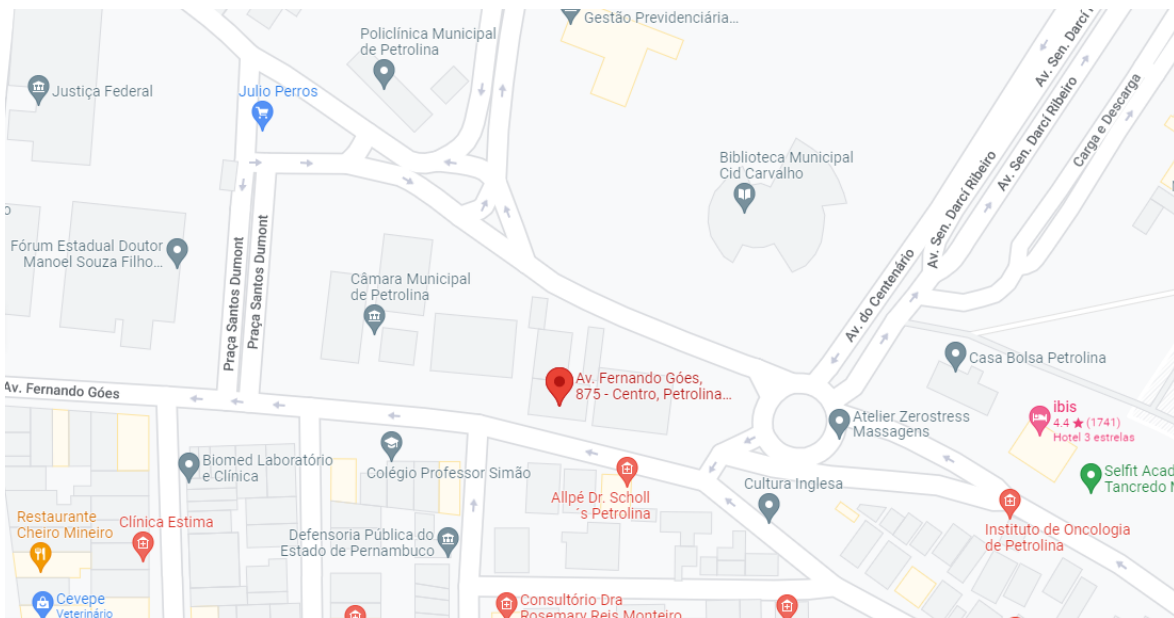 Gestão Previdenciária...
Policlínica Municipal
de Petrolina
Justiça Federal
Julio Perros
Av. Sen. Darcí
Av. Sen. Darcí Ribeiro
Carga e Descarga
Biblioteca Municipal
Cid Carvalho
Av. Sen. Darcí Ribeiro
Av. Sen. Darcí Ribeiro
Fórum Estadual Doutor
Manoel Souza Filho...
Praça Santos Dumont
Praça Santos Dumont
Câmara Municipal
de Petrolina
Av. do Centenário
Casa Bolsa Petrolina
Av. Fernando Góes
Av. Fernando Góes,
875 - Centro, Petrolina...
ibis
4.4 ★ (1741)
Hotel 3 estrelas
Atelier Zerostress
Massagens
Biomed Laboratório
e Clínica
Colégio Professor Simão
Selfit Acad
Tancredo
Cultura Inglesa
Allpé Dr. Scholl
s Petrolina
Restaurante
Cheiro Mineiro
Clínica Estima
Defensoria Pública do
Estado de Pernambuco
Instituto de Oncologia
de Petrolina
Cevepe
Veterinário
Consultório Dra
Rosemary Reis Monteiro